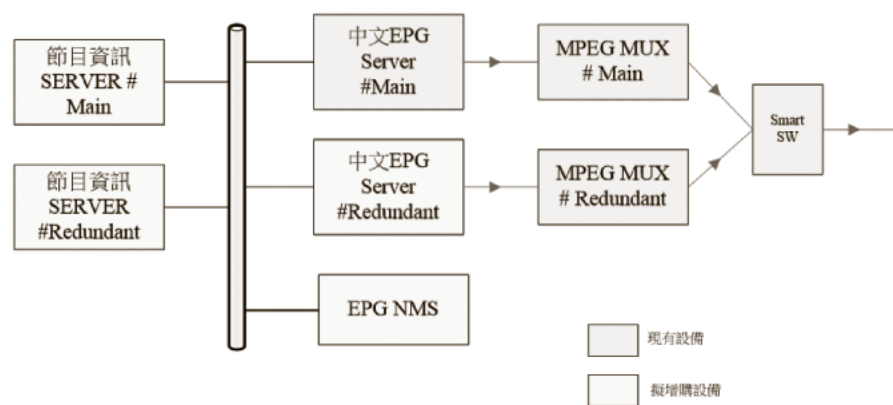 節目資訊
SERVER #
Main
節目資訊
SERVER
#Redundant
中文EPG
Server
#Main
中文EPG
Server
#Redundant
EPG NMS
MPEG MUX
# Main
MPEG MUX
# Redundant
Smart
SW
現有設備
擬增購設備